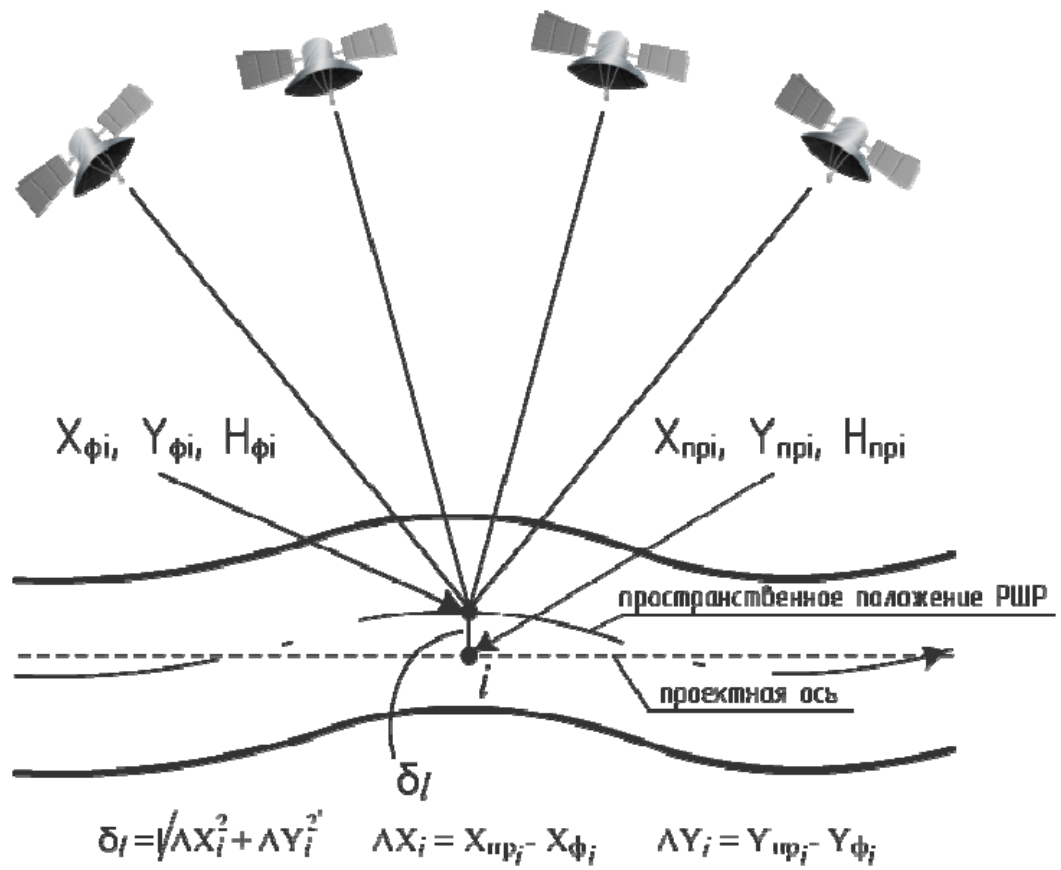 Xфi, Yфi, Hфi
Xпрi, Yпрi, Hпрi
пространственное положение РШР
i
проектная ось
δi
δi = √ΔXi² + ΔYi² ΔXi = Xпрi - Xфi ΔYi = Yпрi - Yфi